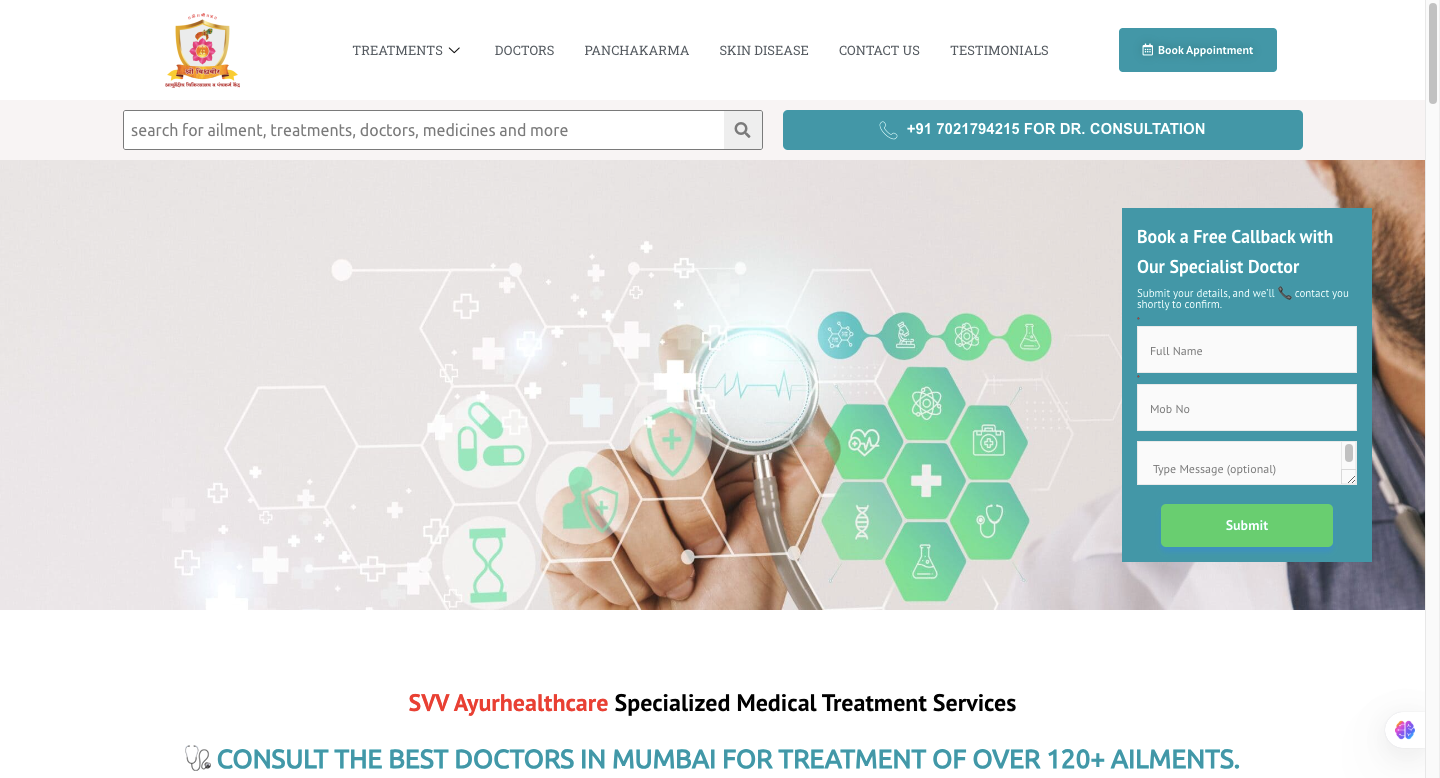 TREATMENTS
DOCTORS
PANCHAKARMA
SKIN DISEASE
CONTACT US
TESTIMONIALS
Book Appointment
search for ailment, treatments, doctors, medicines and more
+91 7021794215 FOR DR. CONSULTATION
Book a Free Callback with
Our Specialist Doctor
Submit your details, and we'll 📞 contact you
shortly to confirm.
*
Full Name
*
Mob No
Type Message (optional)
Submit
SVV Ayurhealthcare Specialized Medical Treatment Services
🩺 CONSULT THE BEST DOCTORS IN MUMBAI FOR TREATMENT OF OVER 120+ AILMENTS.